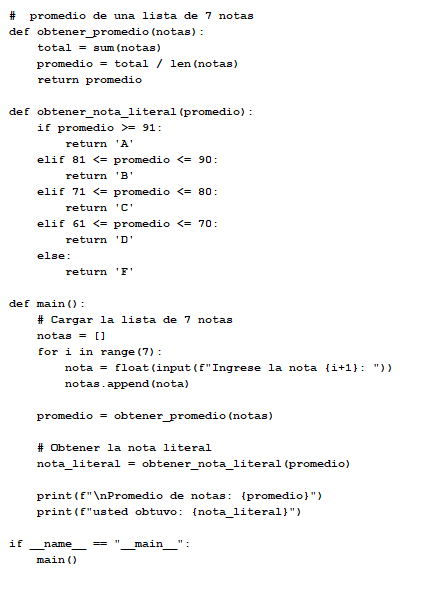 #  promedio de una lista de 7 notas
def obtener_promedio(notas):
    total = sum(notas)
    promedio = total / len(notas)
    return promedio

def obtener_nota_literal(promedio):
    if promedio >= 91:
        return 'A'
    elif 81 <= promedio <= 90:
        return 'B'
    elif 71 <= promedio <= 80:
        return 'C'
    elif 61 <= promedio <= 70:
        return 'D'
    else:
        return 'F'

def main():
    # Cargar la lista de 7 notas
    notas = []
    for i in range(7):
        nota = float(input(f"Ingrese la nota {i+1}: "))
        notas.append(nota)

    promedio = obtener_promedio(notas)

    # Obtener la nota literal
    nota_literal = obtener_nota_literal(promedio)

    print(f"\nPromedio de notas: {promedio}")
    print(f"usted obtuvo: {nota_literal}")

if __name__ == "__main__":
    main()